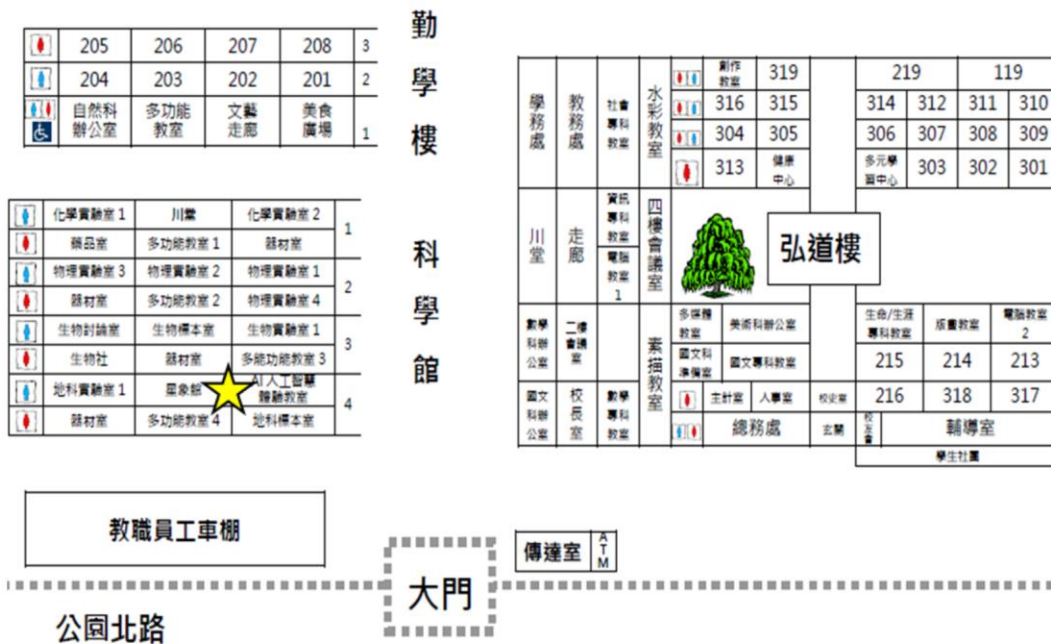 勤學樓
205 206 207 208 3
204 203 202 201 2
自然科辦公室 多功能教室 文藝走廊 美食廣場 1
科學館
化學實驗室 1 川堂 化學實驗室 2 1
藥品室 多功能教室 1 器材室
物理實驗室 3 物理實驗室 2 物理實驗室 1 2
器材室 多功能教室 2 物理實驗室 4
生物討論室 生物標本室 生物實驗室 1 3
生物社 器材室 多能功能教室 3
地科實驗室 1 星象館 AI 人工智慧體驗教室 4
器材室 多功能教室 4 地科標本室
學務處 教務處 社會專科教室 水彩教室
創作教室 319
316 315
304 305
313 健康中心
219 119
314 312 311 310
306 307 308 309
多元學習中心 303 302 301
川堂 走廊 資訊專科教室 電腦教室 1 四樓會議室
弘道樓
數學科辦公室 二樓會議室 素描教室
多媒體教室 美術科辦公室
國文科準備室 國文專科教室
國文科辦公室 校長室 數學專科教室
主計室 人事室 校史室
總務處 玄關 校友會 輔導室
生命/生涯專科教室 版畫教室 電腦教室 2
215 214 213
216 318 317
學生社團
教職員工車棚
傳達室 ATM
大門
公園北路